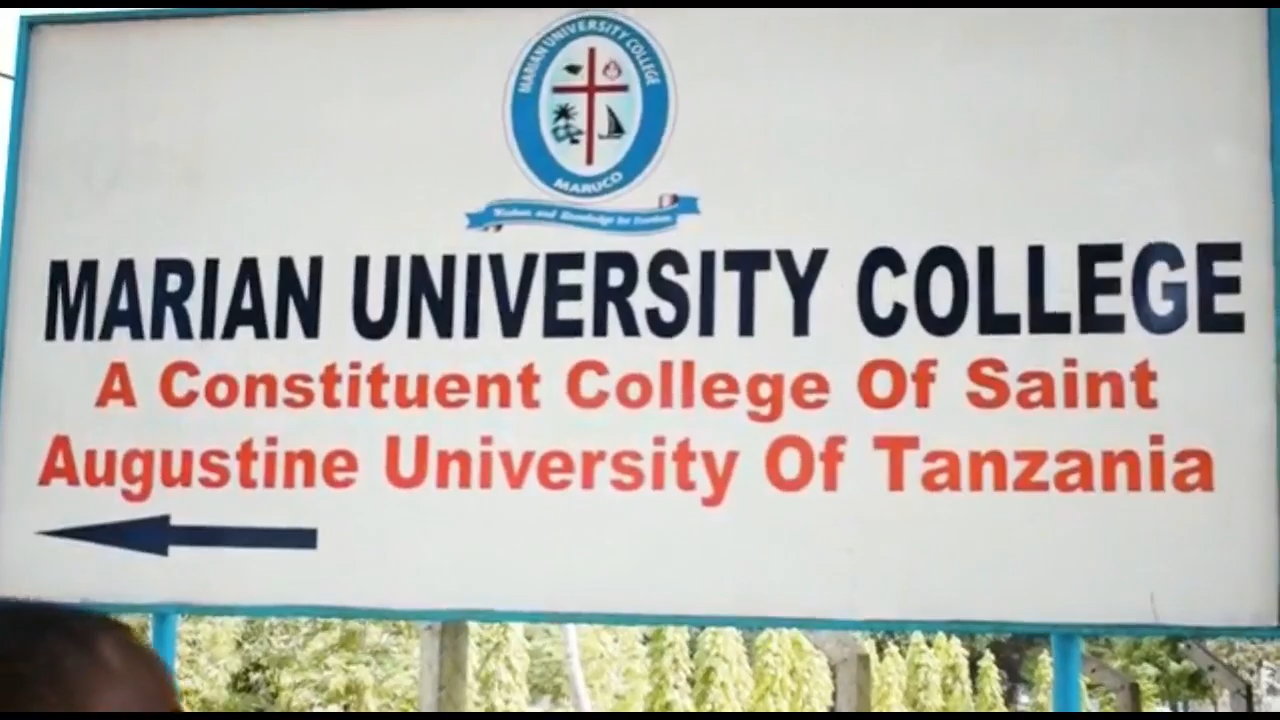 MARIAN UNIVERSITY COLLEGE
MARUCO
MARIAN UNIVERSITY COLLEGE
A Constituent College Of Saint
Augustine University Of Tanzania